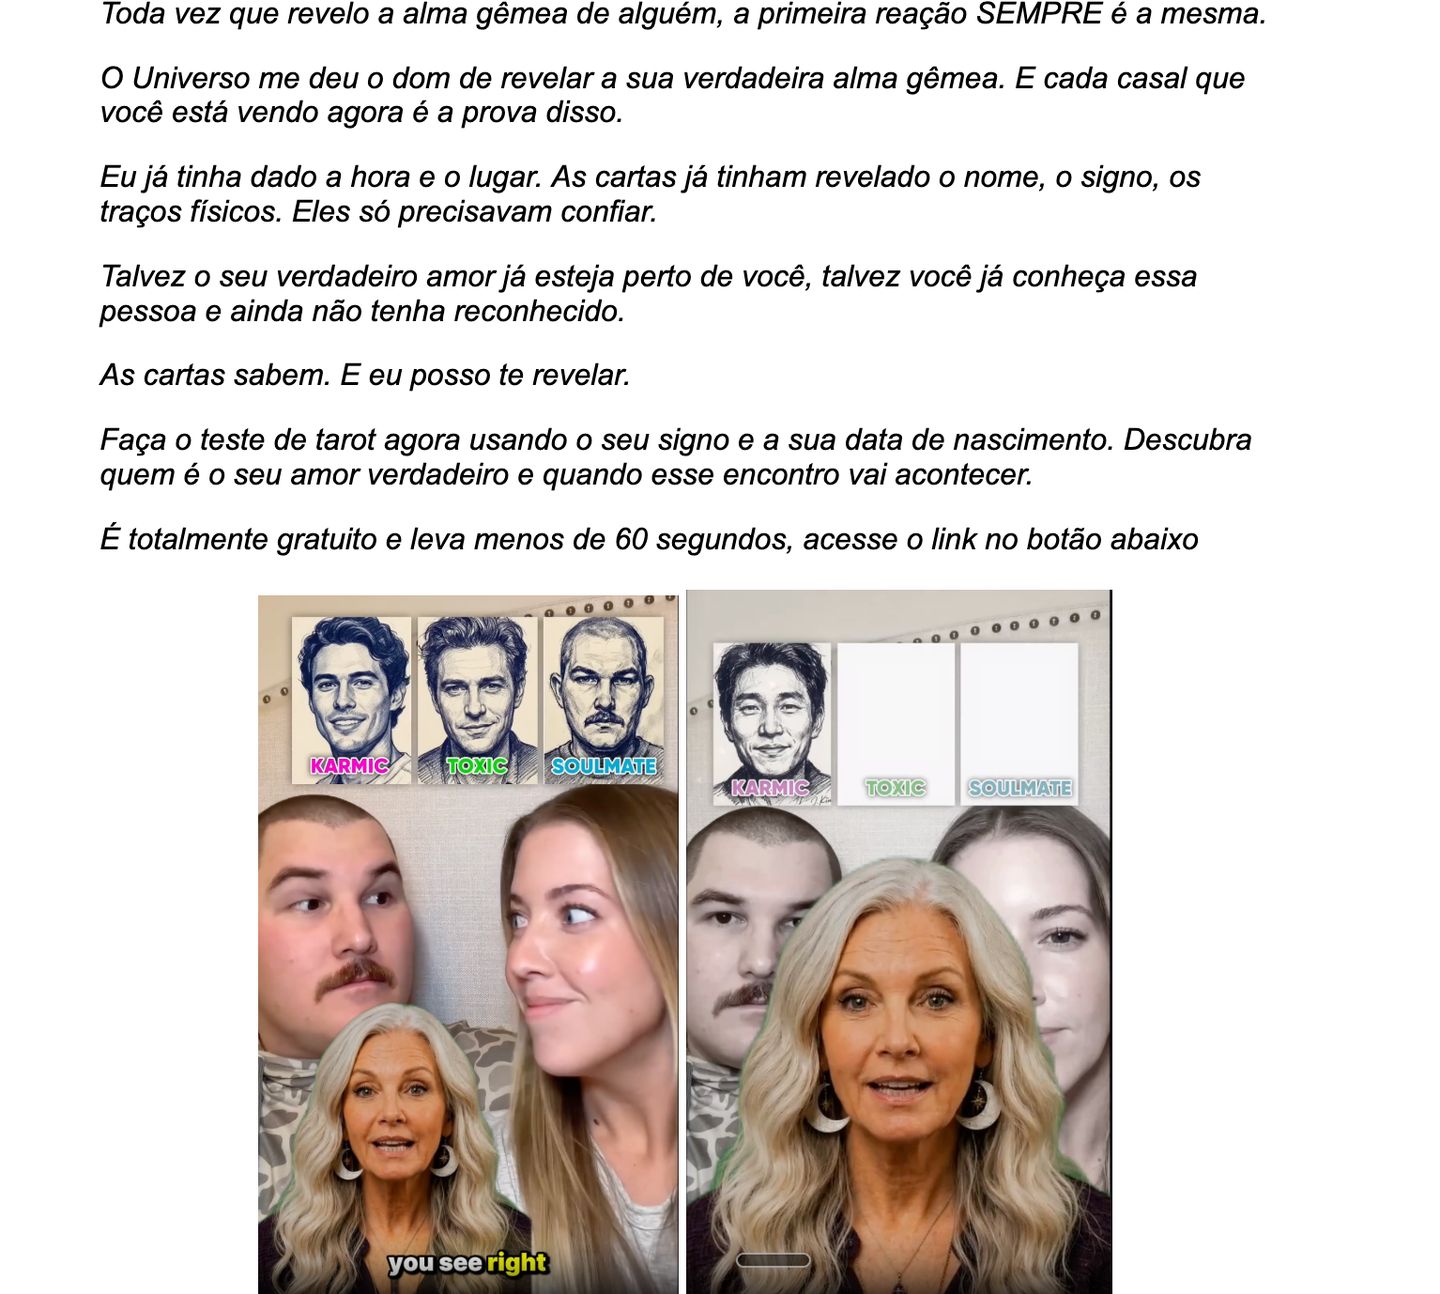 Toda vez que revelo a alma gêmea de alguém, a primeira reação SEMPRE é a mesma.
O Universo me deu o dom de revelar a sua verdadeira alma gêmea. E cada casal que
você está vendo agora é a prova disso.
Eu já tinha dado a hora e o lugar. As cartas já tinham revelado o nome, o signo, os
traços físicos. Eles só precisavam confiar.
Talvez o seu verdadeiro amor já esteja perto de você, talvez você já conheça essa
pessoa e ainda não tenha reconhecido.
As cartas sabem. E eu posso te revelar.
Faça o teste de tarot agora usando o seu signo e a sua data de nascimento. Descubra
quem é o seu amor verdadeiro e quando esse encontro vai acontecer.
É totalmente gratuito e leva menos de 60 segundos, acesse o link no botão abaixo
KARMIC TOXIC SOULMATE
you see right
KARMIC TOXIC SOULMATE